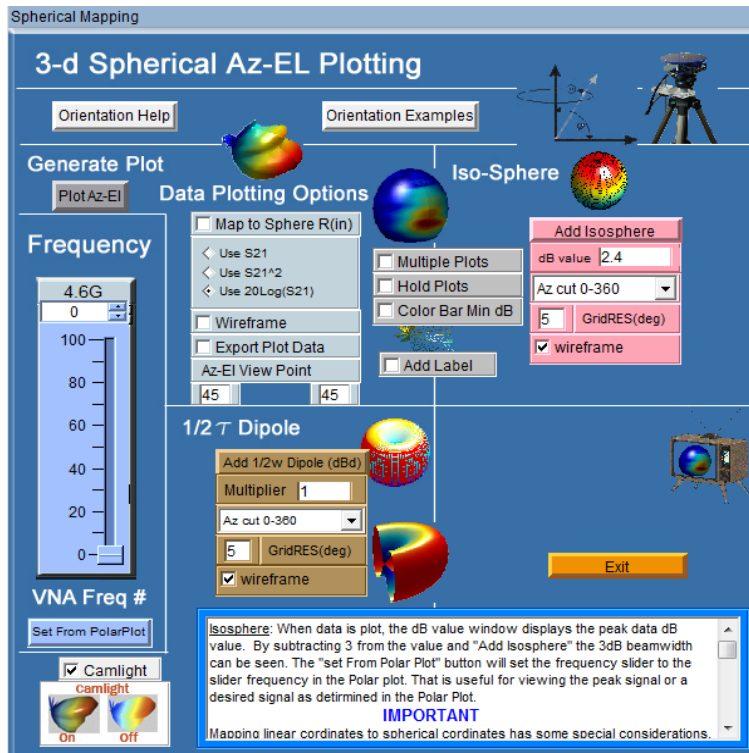 Spherical Mapping
3-d Spherical Az-EL Plotting
Orientation Help
Orientation Examples
Generate Plot
Plot Az-El
Data Plotting Options
Iso-Sphere
Map to Sphere R(in)
Use S21
Use S21^2
Use 20Log(S21)
Wireframe
Export Plot Data
Az-El View Point
45 45
Multiple Plots
Hold Plots
Color Bar Min dB
Add Label
Add Isosphere
dB value 2.4
Az cut 0-360
5 GridRES(deg)
wireframe
Frequency
4.6G
0
100
80
60
40
20
0
VNA Freq #
Set From PolarPlot
Camlight
Camlight
On Off
1/2 τ Dipole
Add 1/2w Dipole (dBd)
Multiplier 1
Az cut 0-360
5 GridRES(deg)
wireframe
Exit
Isosphere: When data is plot, the dB value window displays the peak data dB
value. By subtracting 3 from the value and "Add Isosphere" the 3dB beamwidth
can be seen. The "set From Polar Plot" button will set the frequency slider to the
slider frequency in the Polar plot. That is useful for viewing the peak signal or a
desired signal as detirmined in the Polar Plot.
IMPORTANT
Mapping linear cordinates to spherical cordinates has some special considerations.